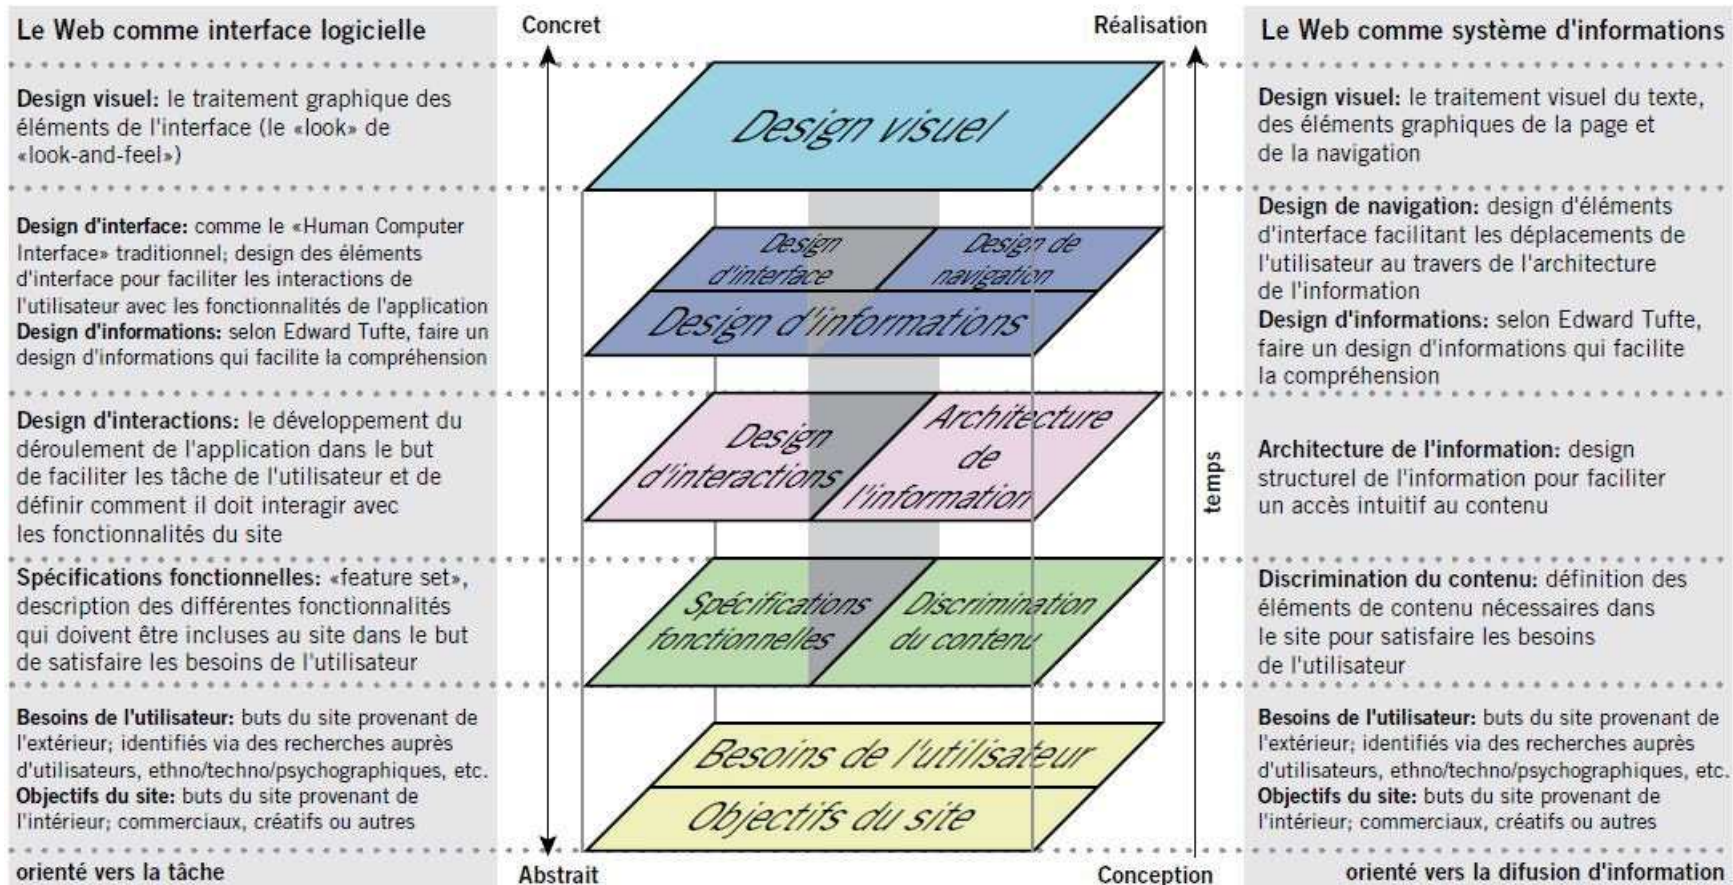 Le Web comme interface logicielle
Design visuel: le traitement graphique des
éléments de l'interface (le «look» de
«look-and-feel»)
Design d'interface: comme le «Human Computer
Interface» traditionnel; design des éléments
d'interface pour faciliter les interactions de
l'utilisateur avec les fonctionnalités de l'application
Design d'informations: selon Edward Tufte, faire un
design d'informations qui facilite la compréhension
Design d'interactions: le développement du
déroulement de l'application dans le but
de faciliter les tâche de l'utilisateur et de
définir comment il doit interagir avec
les fonctionnalités du site
Spécifications fonctionnelles: «feature set»,
description des différentes fonctionnalités
qui doivent être incluses au site dans le but
de satisfaire les besoins de l'utilisateur
Besoins de l'utilisateur: buts du site provenant de
l'extérieur; identifiés via des recherches auprès
d'utilisateurs, ethno/techno/psychographiques, etc.
Objectifs du site: buts du site provenant de
l'intérieur; commerciaux, créatifs ou autres
orienté vers la tâche
Concret
Réalisation
Design visuel
Design
d'interface
Design de
navigation
Design d'informations
Design
d'interactions
Architecture
de
l'information
temps
Spécifications
fonctionnelles
Discrimination
du contenu
Besoins de l'utilisateur
Objectifs du site
Abstrait
Conception
Le Web comme système d'informations
Design visuel: le traitement visuel du texte,
des éléments graphiques de la page et
de la navigation
Design de navigation: design d'éléments
d'interface facilitant les déplacements de
l'utilisateur au travers de l'architecture
de l'information
Design d'informations: selon Edward Tufte,
faire un design d'informations qui facilite
la compréhension
Architecture de l'information: design
structurel de l'information pour faciliter
un accès intuitif au contenu
Discrimination du contenu: définition des
éléments de contenu nécessaires dans
le site pour satisfaire les besoins
de l'utilisateur
Besoins de l'utilisateur: buts du site provenant de
l'extérieur; identifiés via des recherches auprès
d'utilisateurs, ethno/techno/psychographiques, etc.
Objectifs du site: buts du site provenant de
l'intérieur; commerciaux, créatifs ou autres
orienté vers la difusion d'information